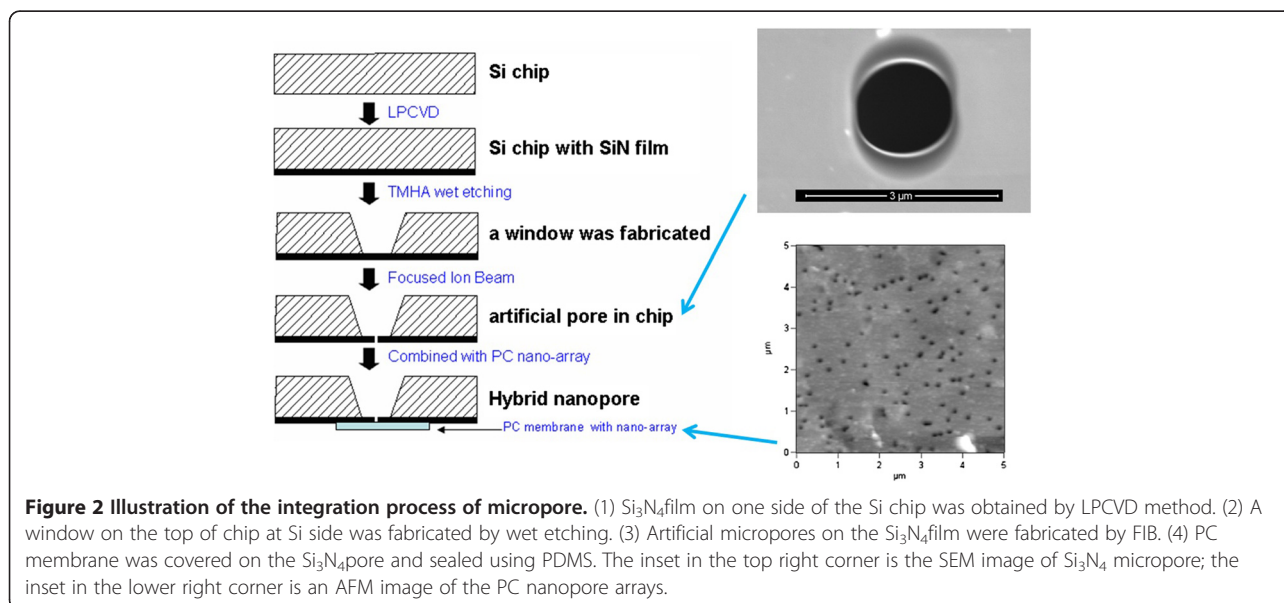 Si chip
LPCVD
Si chip with SiN film
TMHA wet etching
a window was fabricated
Focused Ion Beam
artificial pore in chip
Combined with PC nano-array
Hybrid nanopore
PC membrane with nano-array
3 µm
5
4
3
µm
2
1
0
0 1 2 3 4 5
µm
Figure 2 Illustration of the integration process of micropore. (1) Si₃N₄film on one side of the Si chip was obtained by LPCVD method. (2) A
window on the top of chip at Si side was fabricated by wet etching. (3) Artificial micropores on the Si₃N₄film were fabricated by FIB. (4) PC
membrane was covered on the Si₃N₄pore and sealed using PDMS. The inset in the top right corner is the SEM image of Si₃N₄ micropore; the
inset in the lower right corner is an AFM image of the PC nanopore arrays.